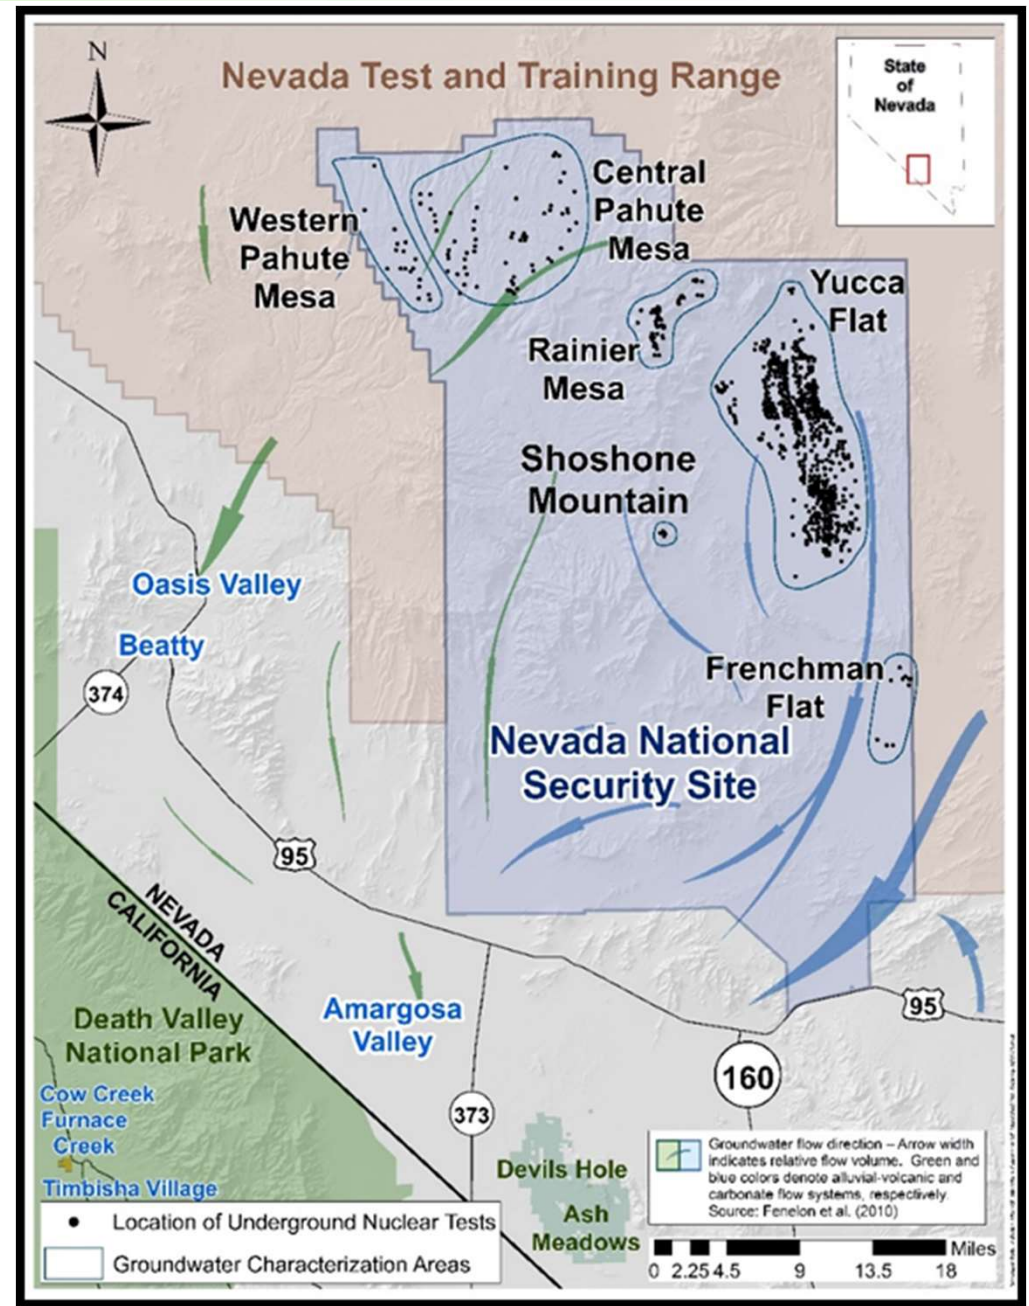 N
Nevada Test and Training Range
State
of
Nevada
Central
Pahute
Mesa
Western
Pahute
Mesa
Yucca
Flat
Rainier
Mesa
Shoshone
Mountain
Oasis Valley
Beatty
374
Frenchman
Flat
Nevada National
Security Site
95
NEVADA
CALIFORNIA
Death Valley
National Park
Amargosa
Valley
95
160
373
Cow Creek
Furnace
Creek
Timbisha Village
Devils Hole
Ash
Meadows
Groundwater flow direction – Arrow width
indicates relative flow volume. Green and
blue colors denote alluvial-volcanic and
carbonate flow systems, respectively.
Source: Fenelon et al. (2010)
Location of Underground Nuclear Tests
Groundwater Characterization Areas
Miles
0 2.25 4.5 9 13.5 18